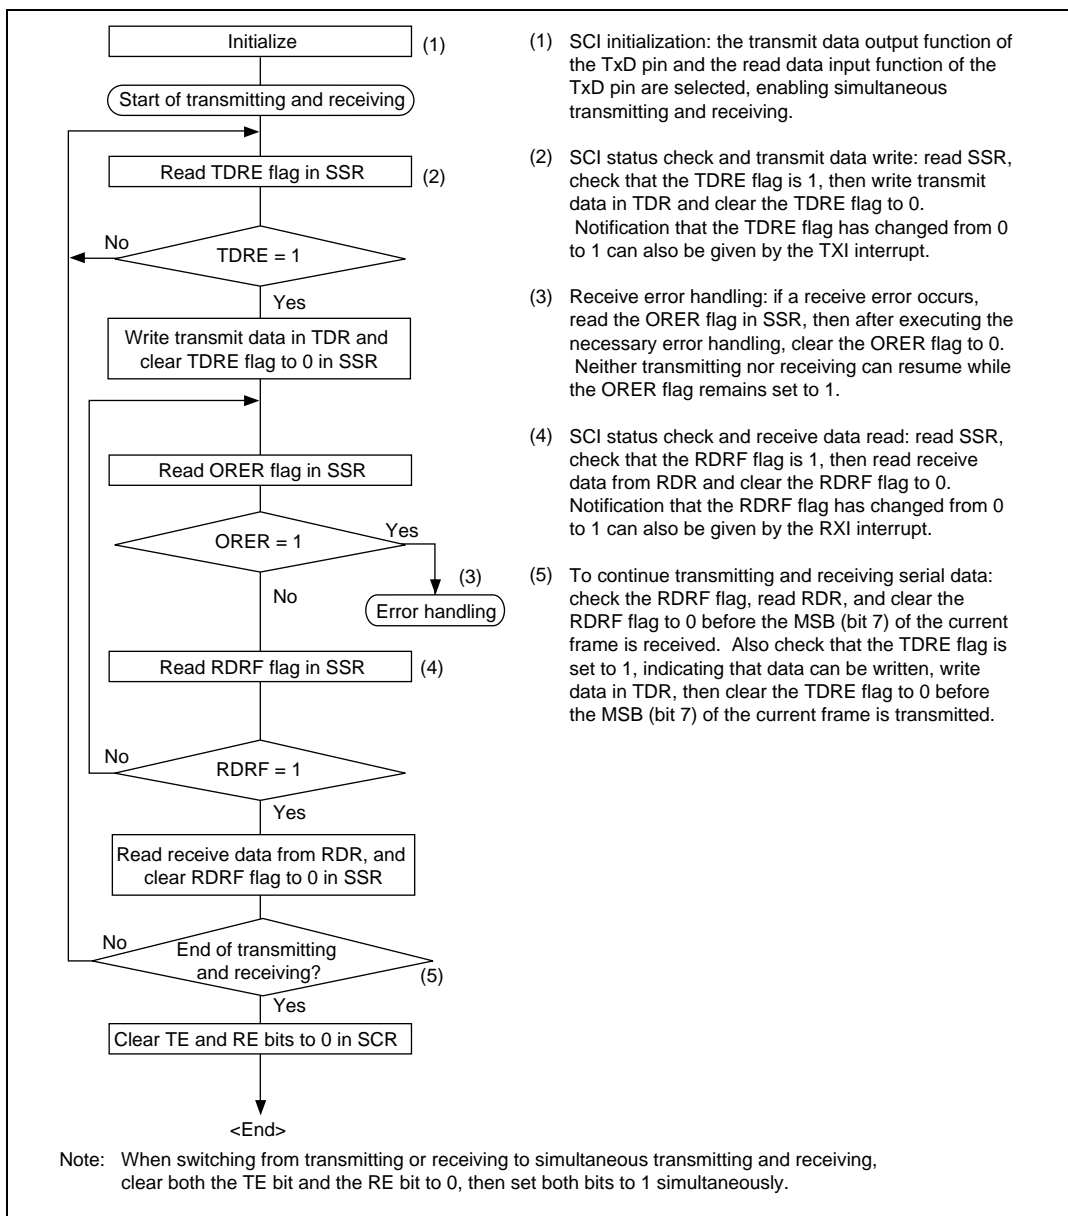 Initialize
(1)
Start of transmitting and receiving
Read TDRE flag in SSR
(2)
No
TDRE = 1
Yes
Write transmit data in TDR and
clear TDRE flag to 0 in SSR
Read ORER flag in SSR
ORER = 1
Yes
(3)
No
Error handling
Read RDRF flag in SSR
(4)
No
RDRF = 1
Yes
Read receive data from RDR, and
clear RDRF flag to 0 in SSR
No
End of transmitting
and receiving?
(5)
Yes
Clear TE and RE bits to 0 in SCR
<End>
(1) SCI initialization: the transmit data output function of
the TxD pin and the read data input function of the
TxD pin are selected, enabling simultaneous
transmitting and receiving.
(2) SCI status check and transmit data write: read SSR,
check that the TDRE flag is 1, then write transmit
data in TDR and clear the TDRE flag to 0.
Notification that the TDRE flag has changed from 0
to 1 can also be given by the TXI interrupt.
(3) Receive error handling: if a receive error occurs,
read the ORER flag in SSR, then after executing the
necessary error handling, clear the ORER flag to 0.
Neither transmitting nor receiving can resume while
the ORER flag remains set to 1.
(4) SCI status check and receive data read: read SSR,
check that the RDRF flag is 1, then read receive
data from RDR and clear the RDRF flag to 0.
Notification that the RDRF flag has changed from 0
to 1 can also be given by the RXI interrupt.
(5) To continue transmitting and receiving serial data:
check the RDRF flag, read RDR, and clear the
RDRF flag to 0 before the MSB (bit 7) of the current
frame is received. Also check that the TDRE flag is
set to 1, indicating that data can be written, write
data in TDR, then clear the TDRE flag to 0 before
the MSB (bit 7) of the current frame is transmitted.
Note: When switching from transmitting or receiving to simultaneous transmitting and receiving,
clear both the TE bit and the RE bit to 0, then set both bits to 1 simultaneously.